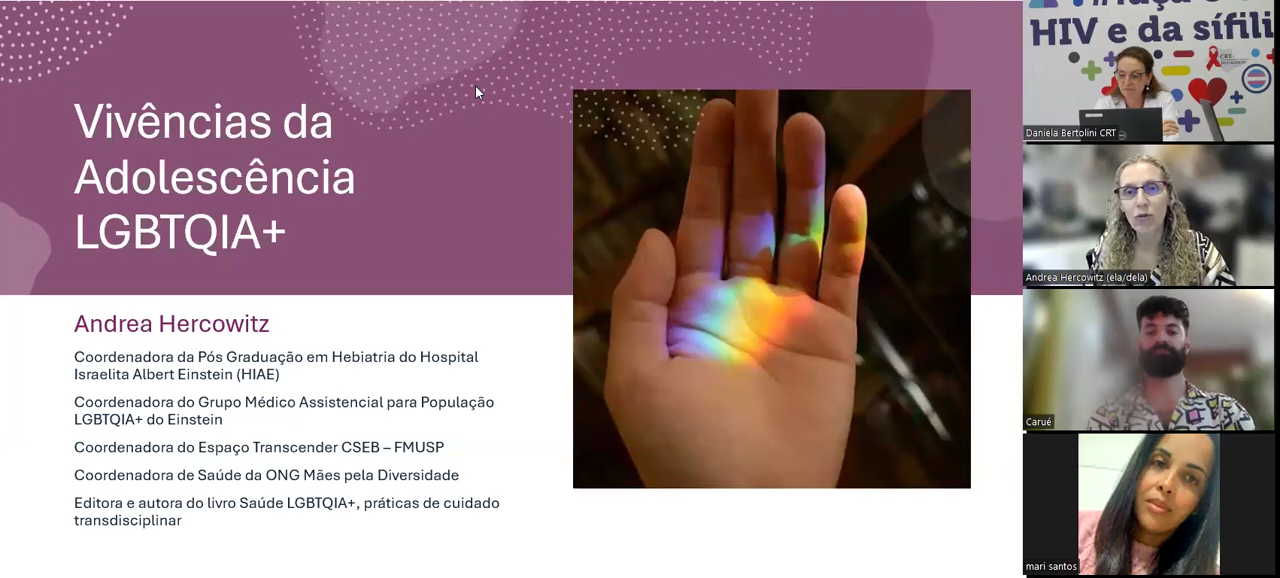 Vivências da
Adolescência
LGBTQIA+
Andrea Hercowitz
Coordenadora da Pós Graduação em Hebiatria do Hospital
Israelita Albert Einstein (HIAE)
Coordenadora do Grupo Médico Assistencial para População
LGBTQIA+ do Einstein
Coordenadora do Espaço Transcender CSEB – FMUSP
Coordenadora de Saúde da ONG Mães pela Diversidade
Editora e autora do livro Saúde LGBTQIA+, práticas de cuidado
transdisciplinar
HIV e da sífili
CRT
Daniela Bertolini CRT
Andrea Hercowitz (ela/dela)
Carué
mari santos